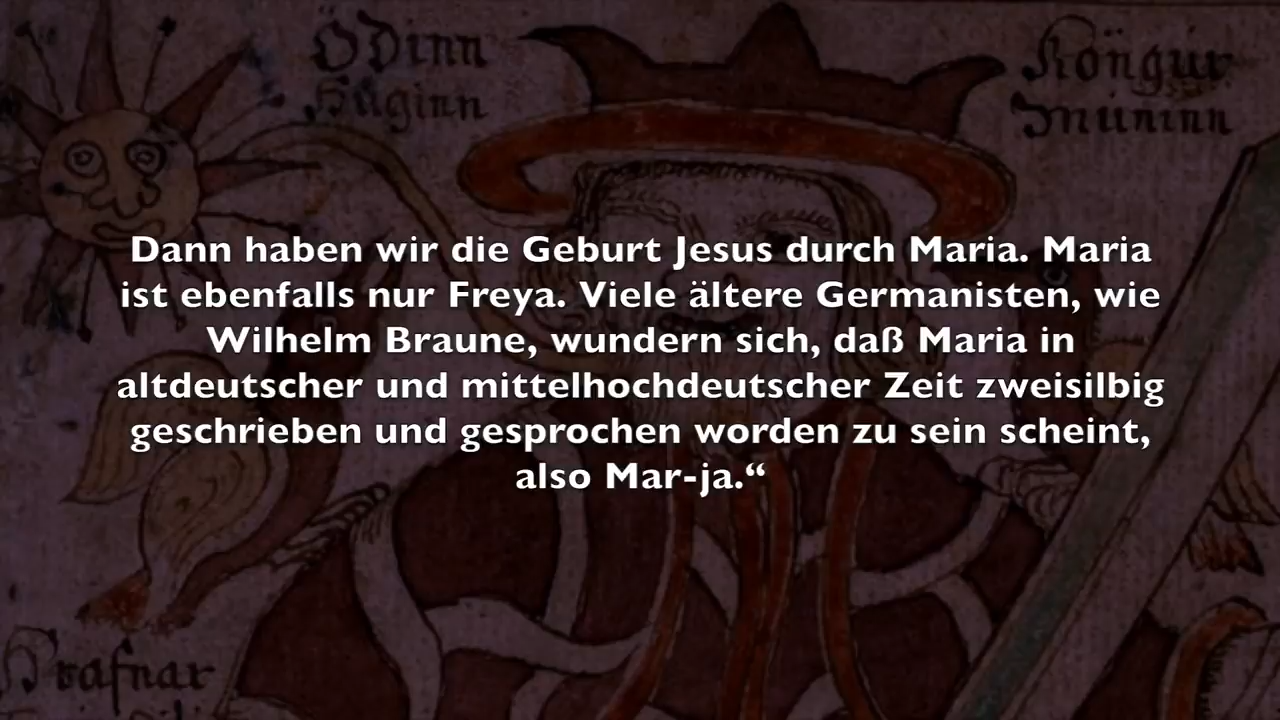 Ödinn
Huginn
Köngur
Muninn
Dann haben wir die Geburt Jesus durch Maria. Maria
ist ebenfalls nur Freya. Viele ältere Germanisten, wie
Wilhelm Braune, wundern sich, daß Maria in
altdeutscher und mittelhochdeutscher Zeit zweisilbig
geschrieben und gesprochen worden zu sein scheint,
also Mar-ja.“